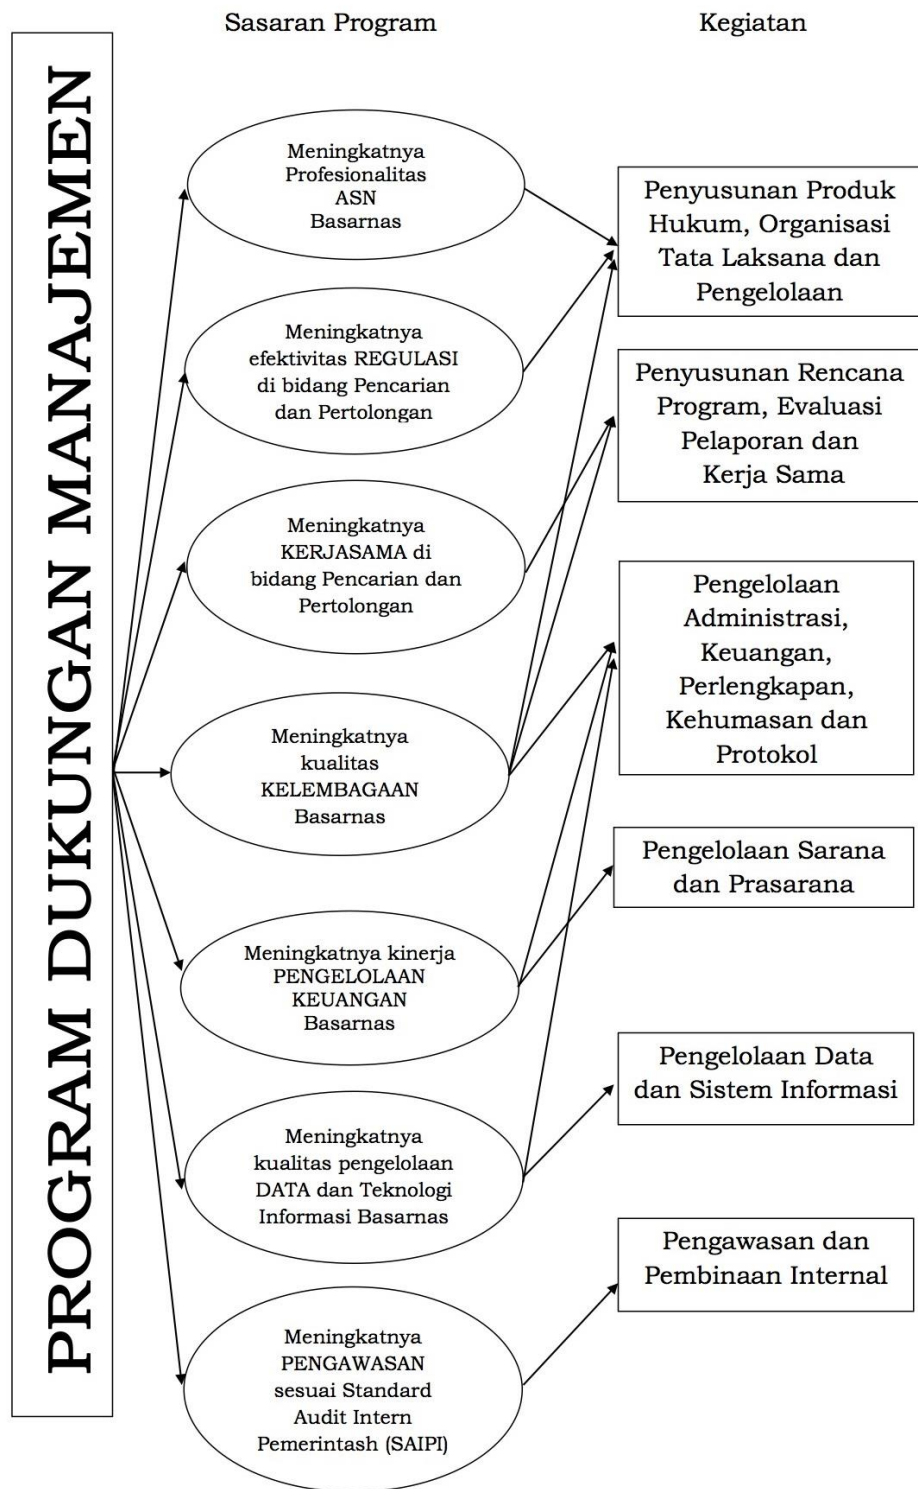 Sasaran Program
Kegiatan
PROGRAM DUKUNGAN MANAJEMEN
Meningkatnya
Profesionalitas
ASN
Basarnas
Meningkatnya
efektivitas REGULASI
di bidang Pencarian
dan Pertolongan
Meningkatnya
KERJASAMA di
bidang Pencarian dan
Pertolongan
Meningkatnya
kualitas
KELEMBAGAAN
Basarnas
Meningkatnya kinerja
PENGELOLAAN
KEUANGAN
Basarnas
Meningkatnya
kualitas pengelolaan
DATA dan Teknologi
Informasi Basarnas
Meningkatnya
PENGAWASAN
sesuai Standard
Audit Intern
Pemerintash (SAIPI)
Penyusunan Produk
Hukum, Organisasi
Tata Laksana dan
Pengelolaan
Penyusunan Rencana
Program, Evaluasi
Pelaporan dan
Kerja Sama
Pengelolaan
Administrasi,
Keuangan,
Perlengkapan,
Kehumasan dan
Protokol
Pengelolaan Sarana
dan Prasarana
Pengelolaan Data
dan Sistem Informasi
Pengawasan dan
Pembinaan Internal